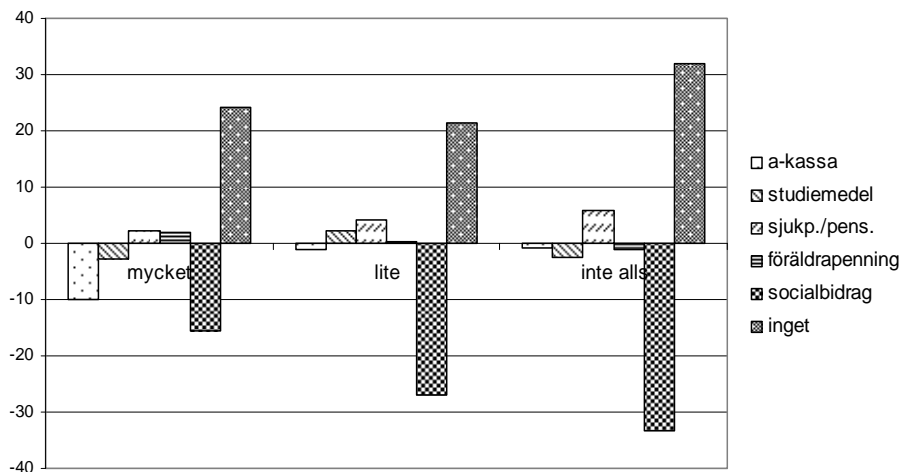 40
30
20
10
0
-10
-20
-30
-40
mycket
lite
inte alls
a-kassa
studiemedel
sjukp./pens.
föräldrapenning
socialbidrag
inget